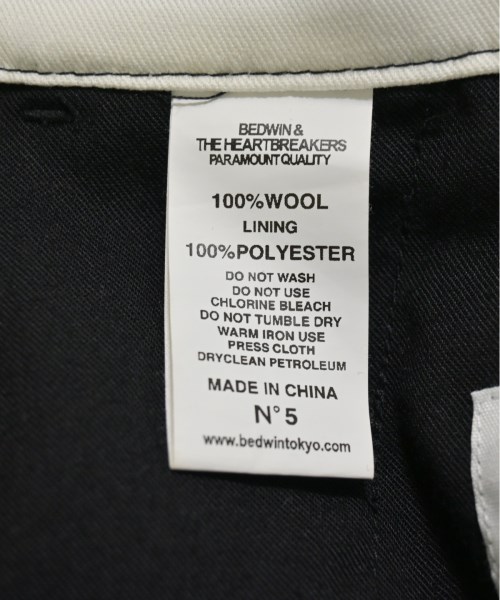 BEDWIN &
THE HEARTBREAKERS
PARAMOUNT QUALITY
100%WOOL
LINING
100%POLYESTER
DO NOT WASH
DO NOT USE
CHLORINE BLEACH
DO NOT TUMBLE DRY
WARM IRON USE
PRESS CLOTH
DRYCLEAN PETROLEUM
MADE IN CHINA
N° 5
www.bedwintokyo.com